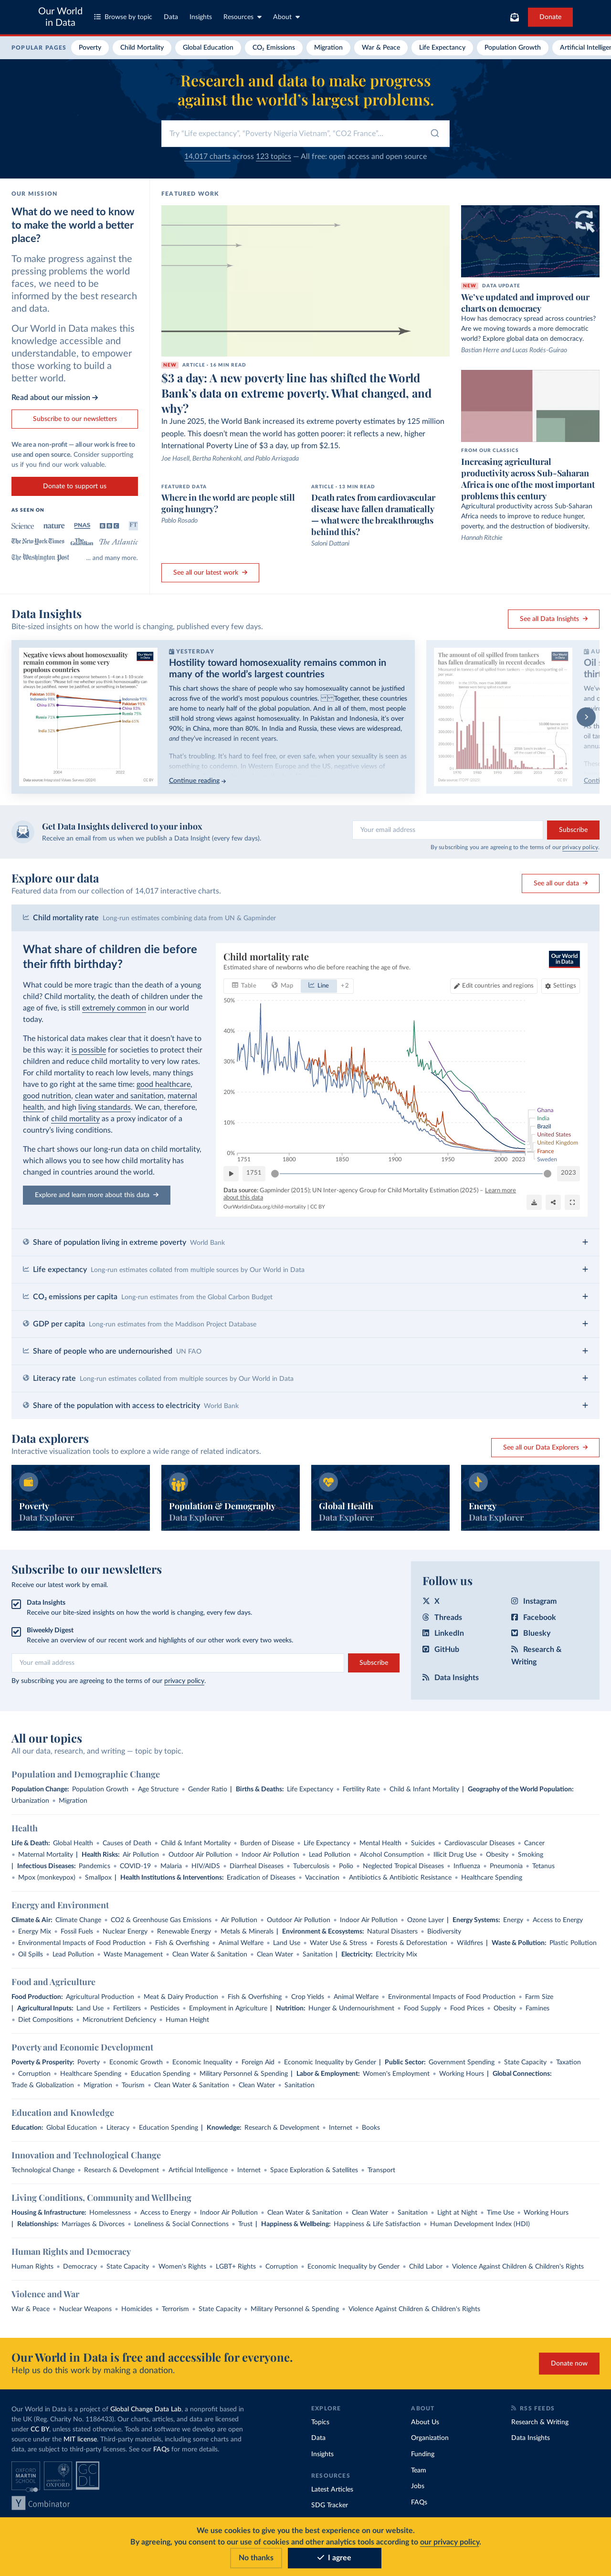 Our World
in Data
Browse by topic
Data
Insights
Resources
About
Donate
POPULAR PAGES
Poverty
Child Mortality
Global Education
CO₂ Emissions
Migration
War & Peace
Life Expectancy
Population Growth
Artificial Intelligen
Research and data to make progress
against the world's largest problems.
Try "Life expectancy", "Poverty Nigeria Vietnam", "CO2 France"...
14,017 charts across 123 topics — All free: open access and open source
OUR MISSION
What do we need to know
to make the world a better
place?
To make progress against the
pressing problems the world
faces, we need to be
informed by the best research
and data.
Our World in Data makes this
knowledge accessible and
understandable, to empower
those working to build a
better world.
Read about our mission →
Subscribe to our newsletters
We are a non-profit — all our work is free to
use and open source. Consider supporting
us if you find our work valuable.
Donate to support us
AS SEEN ON
Science
nature
PNAS
BBC
FT
The New York Times
The Guardian
The Atlantic
The Washington Post
... and many more.
FEATURED WORK
NEW ARTICLE · 16 MIN READ
$3 a day: A new poverty line has shifted the World
Bank's data on extreme poverty. What changed, and
why?
In June 2025, the World Bank increased its extreme poverty estimates by 125 million
people. This doesn't mean the world has gotten poorer: it reflects a new, higher
International Poverty Line of $3 a day, up from $2.15.
Joe Hasell, Bertha Rohenkohl, and Pablo Arriagada
FEATURED DATA
Where in the world are people still
going hungry?
Pablo Rosado
ARTICLE · 13 MIN READ
Death rates from cardiovascular
disease have fallen dramatically
— what were the breakthroughs
behind this?
Saloni Dattani
See all our latest work →
NEW DATA UPDATE
We've updated and improved our
charts on democracy
How has democracy spread across countries?
Are we moving towards a more democratic
world? Explore global data on democracy.
Bastian Herre and Lucas Rodés-Guirao
FROM OUR CLASSICS
Increasing agricultural
productivity across Sub-Saharan
Africa is one of the most important
problems this century
Agricultural productivity across Sub-Saharan
Africa needs to improve to reduce hunger,
poverty, and the destruction of biodiversity.
Hannah Ritchie
Data Insights
Bite-sized insights on how the world is changing, published every few days.
See all Data Insights →
Negative views about homosexuality
remain common in some very
populous countries
YESTERDAY
Hostility toward homosexuality remains common in
many of the world's largest countries
This chart shows the share of people who say homosexuality cannot be justified
across five of the world's most populous countries. Together, these countries
are home to nearly half of the global population. And in all of them, most people
still hold strong views against homosexuality. In Pakistan and Indonesia, it's over
90%; in China, more than 80%. In India and Russia, these views are widespread,
and they've increased in recent years.
That's troubling. It's hard to feel free, or even safe, when your sexuality is seen as
something to condemn. In Western Europe and the US, negative views of
Continue reading →
The amount of oil spilled from tankers
has fallen dramatically in recent decades
Get Data Insights delivered to your inbox
Receive an email from us when we publish a Data Insight (every few days).
Your email address
Subscribe
By subscribing you are agreeing to the terms of our privacy policy.
Explore our data
Featured data from our collection of 14,017 interactive charts.
See all our data →
Child mortality rate Long-run estimates combining data from UN & Gapminder
What share of children die before
their fifth birthday?
What could be more tragic than the death of a young
child? Child mortality, the death of children under the
age of five, is still extremely common in our world
today.
The historical data makes clear that it doesn't have to
be this way: it is possible for societies to protect their
children and reduce child mortality to very low rates.
For child mortality to reach low levels, many things
have to go right at the same time: good healthcare,
good nutrition, clean water and sanitation, maternal
health, and high living standards. We can, therefore,
think of child mortality as a proxy indicator of a
country's living conditions.
The chart shows our long-run data on child mortality,
which allows you to see how child mortality has
changed in countries around the world.
Explore and learn more about this data →
Child mortality rate
Estimated share of newborns who die before reaching the age of five.
Our World
in Data
Table
Map
Line
+2
Edit countries and regions
Settings
50%
40%
30%
20%
10%
0%
1751
1800
1850
1900
1950
2000
2023
Ghana
India
Brazil
United States
United Kingdom
France
Sweden
1751
2023
Data source: Gapminder (2015); UN Inter-agency Group for Child Mortality Estimation (2025) – Learn more
about this data
OurWorldinData.org/child-mortality | CC BY
Share of population living in extreme poverty World Bank
Life expectancy Long-run estimates collated from multiple sources by Our World in Data
CO₂ emissions per capita Long-run estimates from the Global Carbon Budget
GDP per capita Long-run estimates from the Maddison Project Database
Share of people who are undernourished UN FAO
Literacy rate Long-run estimates collated from multiple sources by Our World in Data
Share of the population with access to electricity World Bank
Data explorers
Interactive visualization tools to explore a wide range of related indicators.
See all our Data Explorers →
Poverty
Data Explorer
Population & Demography
Data Explorer
Global Health
Data Explorer
Energy
Data Explorer
Subscribe to our newsletters
Receive our latest work by email.
Data Insights
Receive our bite-sized insights on how the world is changing, every few days.
Biweekly Digest
Receive an overview of our recent work and highlights of our other work every two weeks.
Your email address
Subscribe
By subscribing you are agreeing to the terms of our privacy policy.
Follow us
X
Instagram
Threads
Facebook
LinkedIn
Bluesky
GitHub
Research &
Writing
Data Insights
All our topics
All our data, research, and writing — topic by topic.
Population and Demographic Change
Population Change: Population Growth • Age Structure • Gender Ratio | Births & Deaths: Life Expectancy • Fertility Rate • Child & Infant Mortality | Geography of the World Population:
Urbanization • Migration
Health
Life & Death: Global Health • Causes of Death • Child & Infant Mortality • Burden of Disease • Life Expectancy • Mental Health • Suicides • Cardiovascular Diseases • Cancer
• Maternal Mortality | Health Risks: Air Pollution • Outdoor Air Pollution • Indoor Air Pollution • Lead Pollution • Alcohol Consumption • Illicit Drug Use • Obesity • Smoking
| Infectious Diseases: Pandemics • COVID-19 • Malaria • HIV/AIDS • Diarrheal Diseases • Tuberculosis • Polio • Neglected Tropical Diseases • Influenza • Pneumonia • Tetanus
• Mpox (monkeypox) • Smallpox | Health Institutions & Interventions: Eradication of Diseases • Vaccination • Antibiotics & Antibiotic Resistance • Healthcare Spending
Energy and Environment
Climate & Air: Climate Change • CO2 & Greenhouse Gas Emissions • Air Pollution • Outdoor Air Pollution • Indoor Air Pollution • Ozone Layer | Energy Systems: Energy • Access to Energy
• Energy Mix • Fossil Fuels • Nuclear Energy • Renewable Energy • Metals & Minerals | Environment & Ecosystems: Natural Disasters • Biodiversity
• Environmental Impacts of Food Production • Fish & Overfishing • Animal Welfare • Land Use • Water Use & Stress • Forests & Deforestation • Wildfires | Waste & Pollution: Plastic Pollution
• Oil Spills • Lead Pollution • Waste Management • Clean Water & Sanitation • Clean Water • Sanitation | Electricity: Electricity Mix
Food and Agriculture
Food Production: Agricultural Production • Meat & Dairy Production • Fish & Overfishing • Crop Yields • Animal Welfare • Environmental Impacts of Food Production • Farm Size
| Agricultural Inputs: Land Use • Fertilizers • Pesticides • Employment in Agriculture | Nutrition: Hunger & Undernourishment • Food Supply • Food Prices • Obesity • Famines
• Diet Compositions • Micronutrient Deficiency • Human Height
Poverty and Economic Development
Poverty & Prosperity: Poverty • Economic Growth • Economic Inequality • Foreign Aid • Economic Inequality by Gender | Public Sector: Government Spending • State Capacity • Taxation
• Corruption • Healthcare Spending • Education Spending • Military Personnel & Spending | Labor & Employment: Women's Employment • Working Hours | Global Connections:
Trade & Globalization • Migration • Tourism • Clean Water & Sanitation • Clean Water • Sanitation
Education and Knowledge
Education: Global Education • Literacy • Education Spending | Knowledge: Research & Development • Internet • Books
Innovation and Technological Change
Technological Change • Research & Development • Artificial Intelligence • Internet • Space Exploration & Satellites • Transport
Living Conditions, Community and Wellbeing
Housing & Infrastructure: Homelessness • Access to Energy • Indoor Air Pollution • Clean Water & Sanitation • Clean Water • Sanitation • Light at Night • Time Use • Working Hours
| Relationships: Marriages & Divorces • Loneliness & Social Connections • Trust | Happiness & Wellbeing: Happiness & Life Satisfaction • Human Development Index (HDI)
Human Rights and Democracy
Human Rights • Democracy • State Capacity • Women's Rights • LGBT+ Rights • Corruption • Economic Inequality by Gender • Child Labor • Violence Against Children & Children's Rights
Violence and War
War & Peace • Nuclear Weapons • Homicides • Terrorism • State Capacity • Military Personnel & Spending • Violence Against Children & Children's Rights
Our World in Data is free and accessible for everyone.
Help us do this work by making a donation.
Donate now
Our World in Data is a project of Global Change Data Lab, a nonprofit based in
the UK (Reg. Charity No. 1186433). Our charts, articles, and data are licensed
under CC BY, unless stated otherwise. Tools and software we develop are open
source under the MIT license. Third-party materials, including some charts and
data, are subject to third-party licenses. See our FAQs for more details.
OXFORD
MARTIN
SCHOOL
UNIVERSITY OF
OXFORD
GC
DL
Y Combinator
EXPLORE
Topics
Data
Insights
RESOURCES
Latest Articles
SDG Tracker
ABOUT
About Us
Organization
Funding
Team
Jobs
FAQs
RSS FEEDS
Research & Writing
Data Insights
We use cookies to give you the best experience on our website.
By agreeing, you consent to our use of cookies and other analytics tools according to our privacy policy.
No thanks
I agree